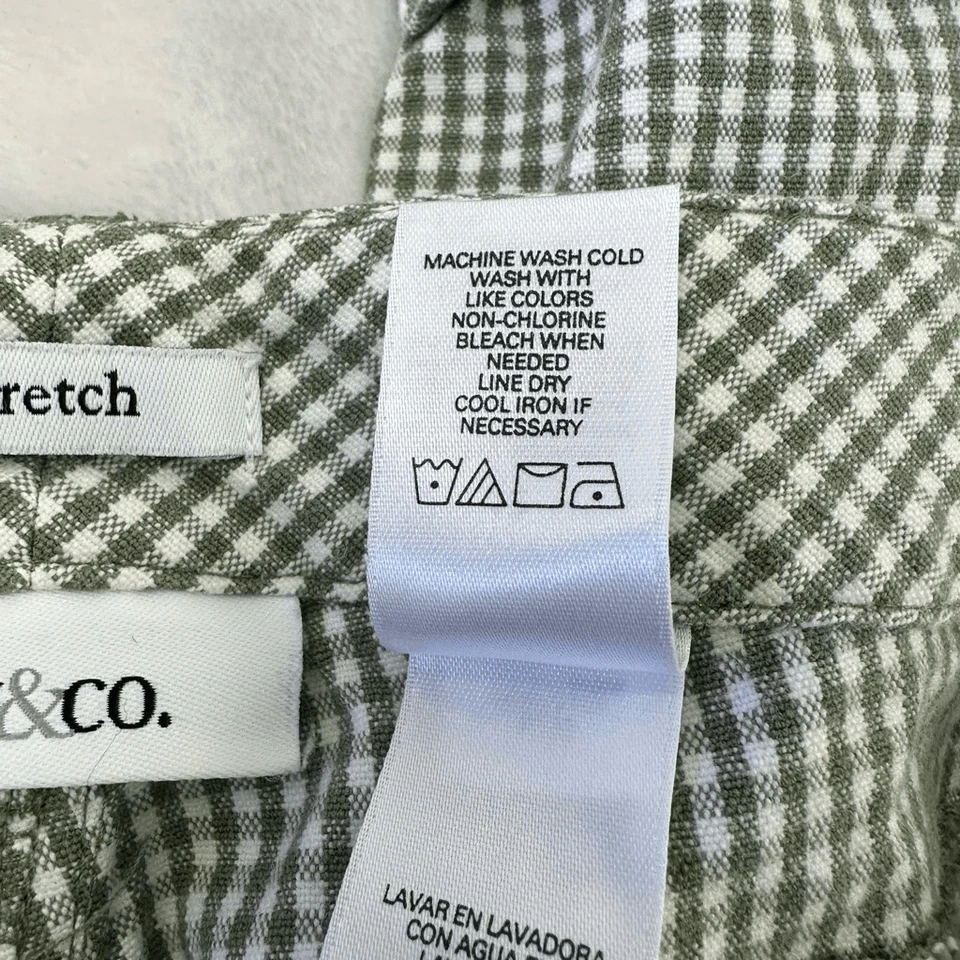 MACHINE WASH COLD
WASH WITH
LIKE COLORS
NON-CHLORINE
BLEACH WHEN
NEEDED
LINE DRY
COOL IRON IF
NECESSARY
retch
&CO.
LAVAR EN LAVADORA
CON AGUA